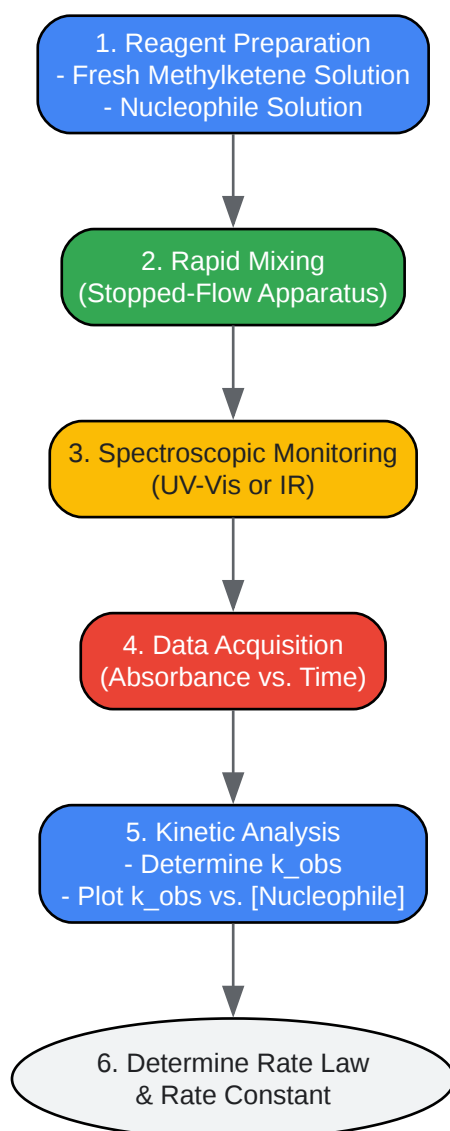 1. Reagent Preparation
- Fresh Methylketene Solution
- Nucleophile Solution
2. Rapid Mixing
(Stopped-Flow Apparatus)
3. Spectroscopic Monitoring
(UV-Vis or IR)
4. Data Acquisition
(Absorbance vs. Time)
5. Kinetic Analysis
- Determine k_obs
- Plot k_obs vs. [Nucleophile]
6. Determine Rate Law
& Rate Constant